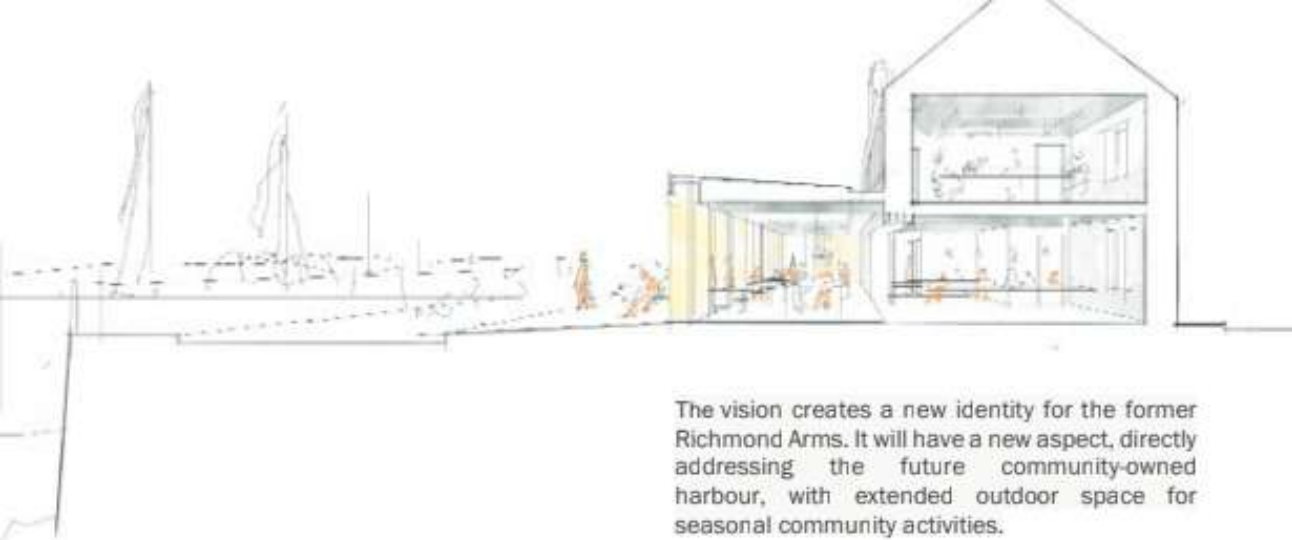 The vision creates a new identity for the former
Richmond Arms. It will have a new aspect, directly
addressing the future community-owned
harbour, with extended outdoor space for
seasonal community activities.